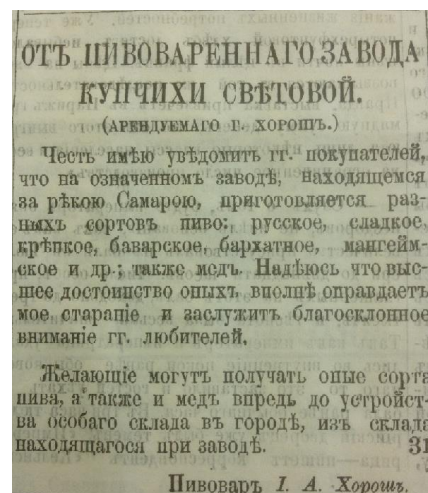 ОТЪ ПИВОВАРЕННАГО ЗАВОДА
КУПЧИХИ СВѢТОВОЙ.
(АРЕНДУЕМАГО Г. ХОРОШЪ.)
Честь имѣю увѣдомить гг. покупателей,
что на означенномъ заводѣ, находящемся
за рѣкою Самарою, приготовляется раз-
ныхъ сортовъ пиво: русское, сладкое,
крѣпкое, баварское, бархатное, мангейм-
ское и др.; также медъ. Надѣюсь что выс-
шее достоинство оныхъ вполнѣ оправдаетъ
мое стараніе и заслужитъ благосклонное
вниманіе гг. любителей.
Желающіе могутъ получать оные сорта
пива, а также и медъ впредь до устройст-
ва особаго склада въ городѣ, изъ склада
находящагося при заводѣ. 31
Пивоваръ І. А. Хорошъ.